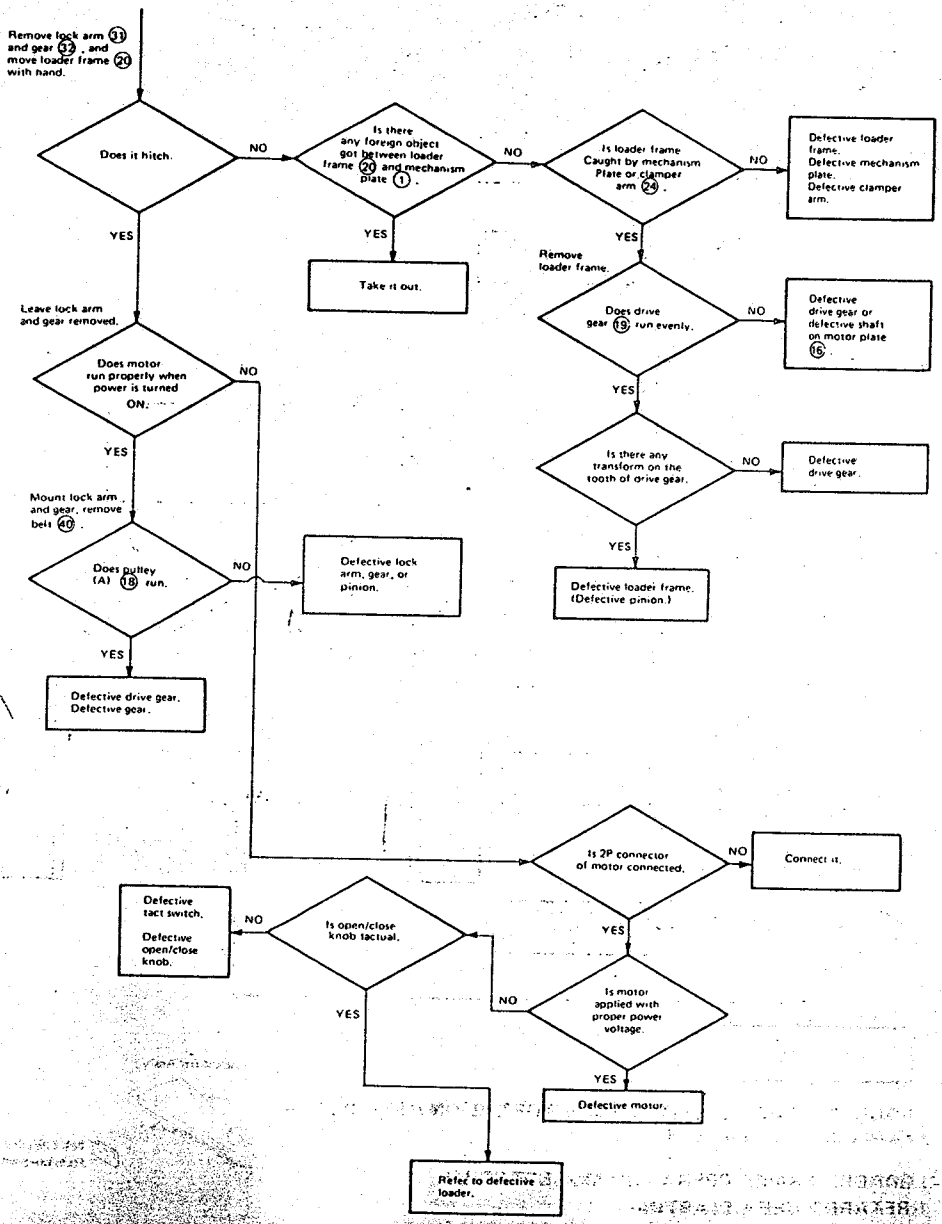 Remove lock arm 31
and gear 32 , and
move loader frame 20
with hand.
Does it hitch.
NO
Is there
any foreign object
got between loader
frame 20 and mechanism
plate 1 .
NO
Is loader frame
Caught by mechanism
Plate or clamper
arm 24 .
NO
Defective loader
frame.
Defective mechanism
plate.
Defective clamper
arm.
YES
YES
Take it out.
YES
Remove
loader frame.
Leave lock arm
and gear removed.
Does drive
gear 19 run evenly.
NO
Defective
drive gear or
defective shaft
on motor plate
16 .
Does motor
run properly when
power is turned
ON.
NO
YES
YES
Is there any
transform on the
tooth of drive gear.
NO
Defective
drive gear.
Mount lock arm
and gear, remove
belt 40 .
YES
Does pulley
(A) 18 run.
NO
Defective lock
arm, gear, or
pinion.
Defective loader frame.
(Defective pinion.)
YES
Defective drive gear.
Defective gear.
Is 2P connector
of motor connected.
NO
Connect it.
YES
Defective
tact switch.
Defective
open/close
knob.
NO
Is open/close
knob tactual.
NO
Is motor
applied with
proper power
voltage.
YES
YES
Defective motor.
Refer to defective
loader.